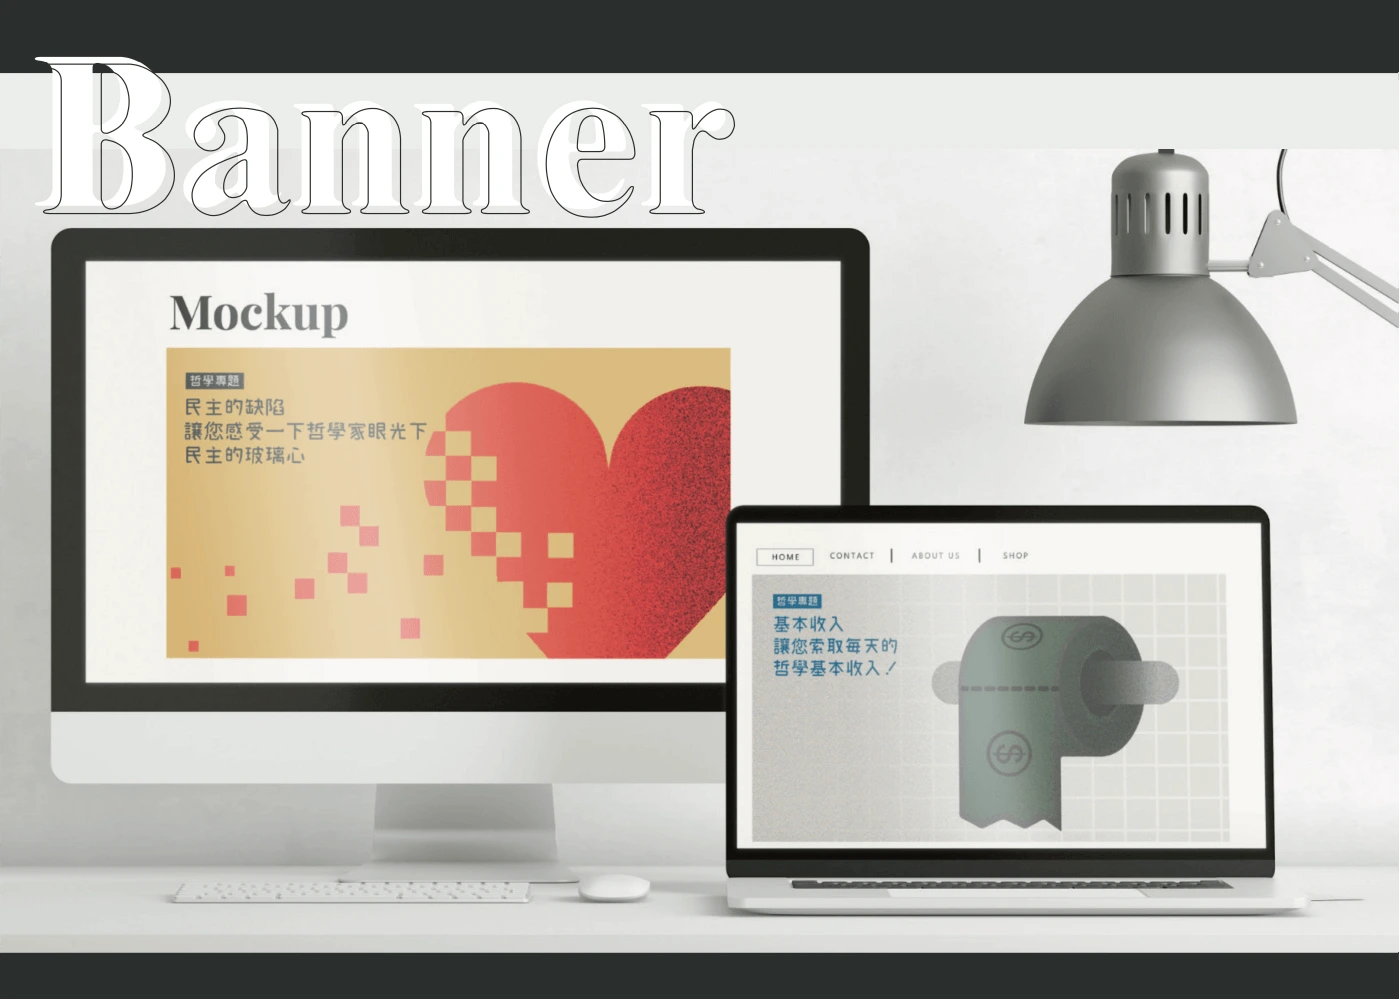 Banner
Mockup
哲學專題
民主的缺陷
讓您感受一下哲學家眼光下
民主的玻璃心
HOME
CONTACT
ABOUT US
SHOP
哲學專題
基本收入
讓您索取每天的
哲學基本收入！